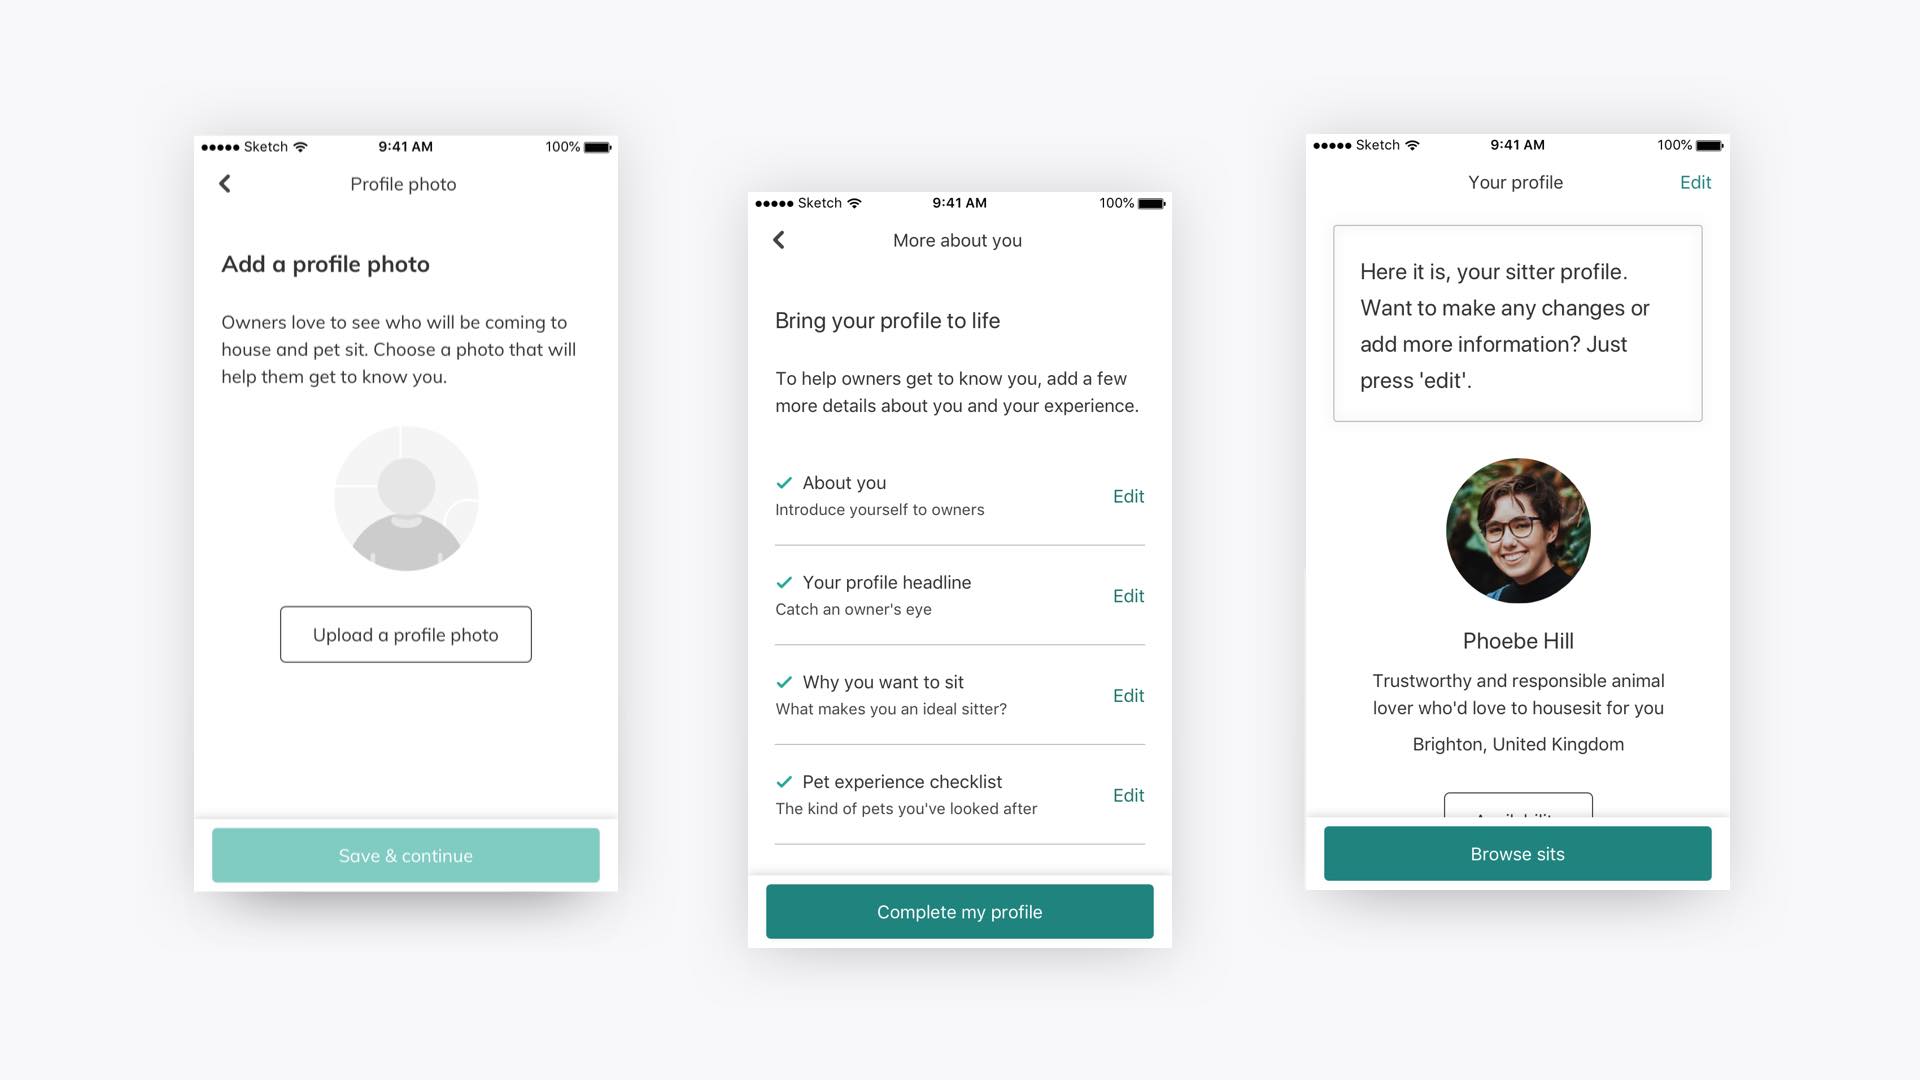 Sketch 9:41 AM 100%
Profile photo
Add a profile photo
Owners love to see who will be coming to
house and pet sit. Choose a photo that will
help them get to know you.
Upload a profile photo
Save & continue
Sketch 9:41 AM 100%
More about you
Bring your profile to life
To help owners get to know you, add a few
more details about you and your experience.
About you
Introduce yourself to owners
Edit
Your profile headline
Catch an owner's eye
Edit
Why you want to sit
What makes you an ideal sitter?
Edit
Pet experience checklist
The kind of pets you've looked after
Edit
Complete my profile
Sketch 9:41 AM 100%
Your profile Edit
Here it is, your sitter profile.
Want to make any changes or
add more information? Just
press 'edit'.
Phoebe Hill
Trustworthy and responsible animal
lover who'd love to housesit for you
Brighton, United Kingdom
Browse sits